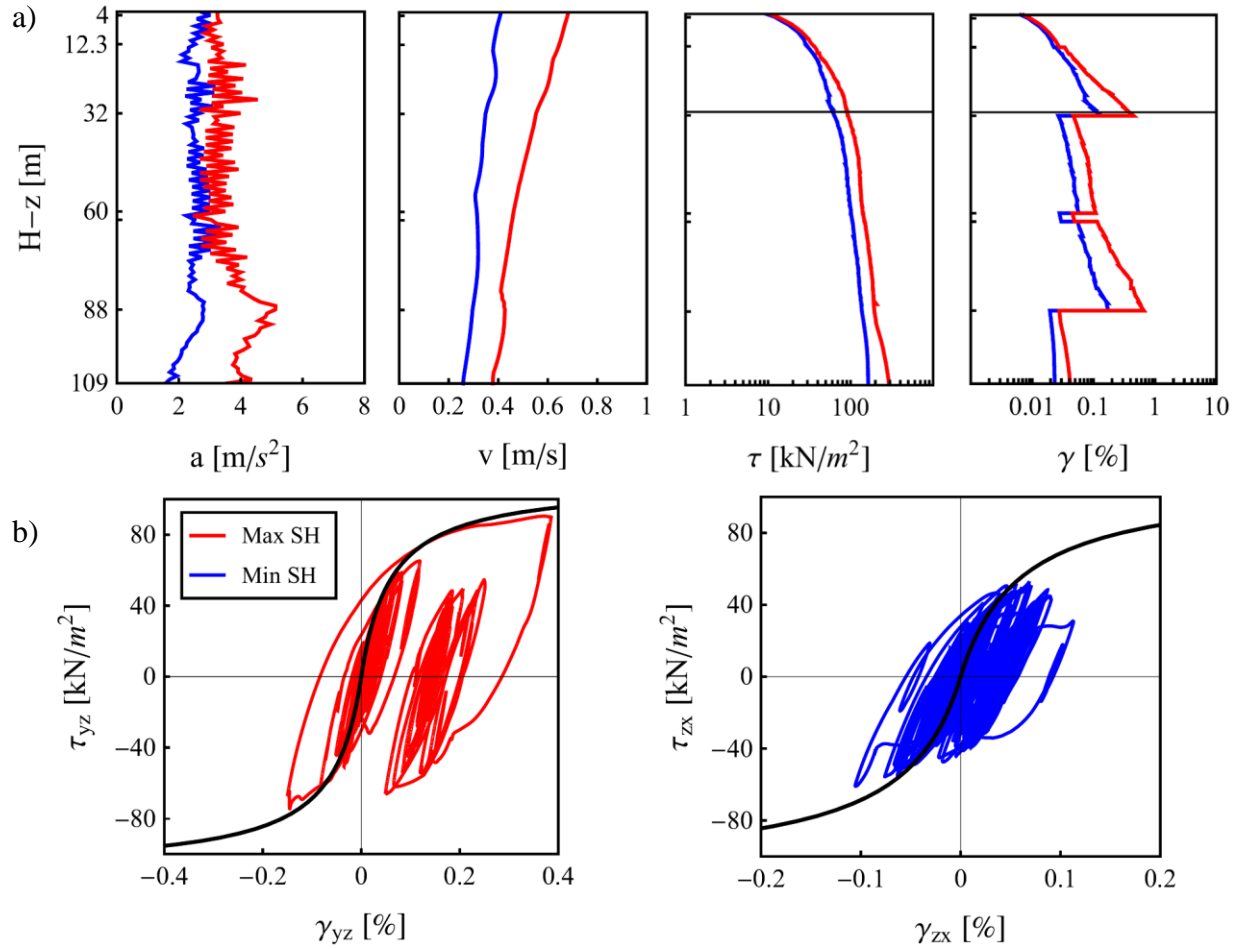 a)
4
12.3
32
60
88
109
H−z [m]
0 2 4 6 8
0 0.2 0.4 0.6 0.8 1
1 10 100
0.01 0.1 1 10
a [m/s²]
v [m/s]
τ [kN/m²]
γ [%]
b)
Max SH
Min SH
80
40
0
−40
−80
τyz [kN/m²]
−0.4 −0.2 0 0.2 0.4
γyz [%]
80
40
0
−40
−80
τzx [kN/m²]
−0.2 −0.1 0 0.1 0.2
γzx [%]